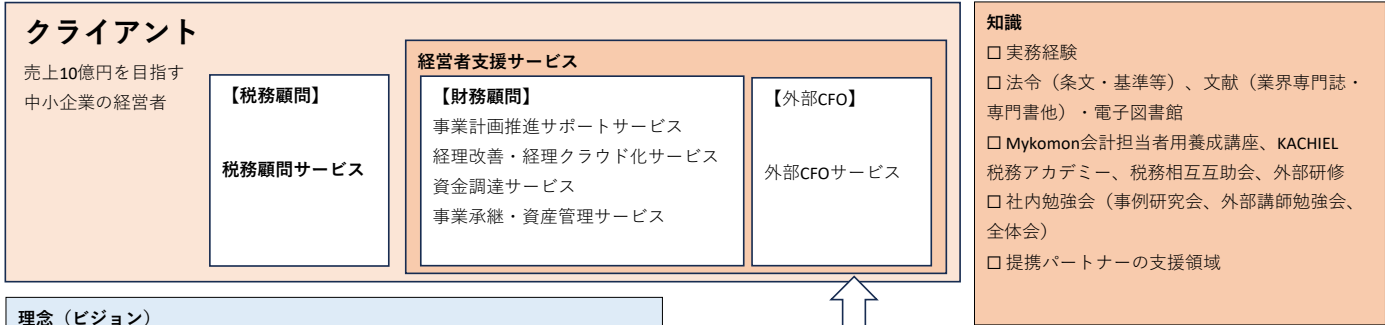 クライアント
売上10億円を目指す
中小企業の経営者
【税務顧問】
税務顧問サービス
経営者支援サービス
【財務顧問】
事業計画推進サポートサービス
経理改善・経理クラウド化サービス
資金調達サービス
事業承継・資産管理サービス
【外部CFO】
外部CFOサービス
知識
☐ 実務経験
☐ 法令（条文・基準等）、文献（業界専門誌・
専門書他）・電子図書館
☐ Mykomon会計担当者用養成講座、KACHIEL
税務アカデミー、税務相互互助会、外部研修
☐ 社内勉強会（事例研究会、外部講師勉強会、
全体会）
☐ 提携パートナーの支援領域
理念（ビジョン）